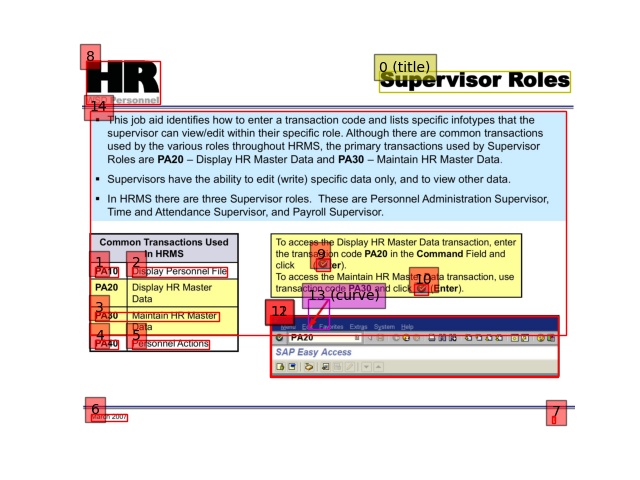 8
HR
Personnel
0 (title)
Supervisor Roles
14
▪ This job aid identifies how to enter a transaction code and lists specific infotypes that the
supervisor can view/edit within their specific role. Although there are common transactions
used by the various roles throughout HRMS, the primary transactions used by Supervisor
Roles are PA20 – Display HR Master Data and PA30 – Maintain HR Master Data.
▪ Supervisors have the ability to edit (write) specific data only, and to view other data.
▪ In HRMS there are three Supervisor roles. These are Personnel Administration Supervisor,
Time and Attendance Supervisor, and Payroll Supervisor.
Common Transactions Used
In HRMS
1
2
PA10 Display Personnel File
PA20 Display HR Master
Data
3
PA30 Maintain HR Master
Data
4
5
PA40 Personnel Actions
To access the Display HR Master Data transaction, enter
the transaction code PA20 in the Command Field and
click (Enter).
9
To access the Maintain HR Master Data transaction, use
transaction code PA30 and click (Enter).
10
13 (curve)
Menu Edit Favorites Extras System Help
PA20
SAP Easy Access
6
March 2007
7